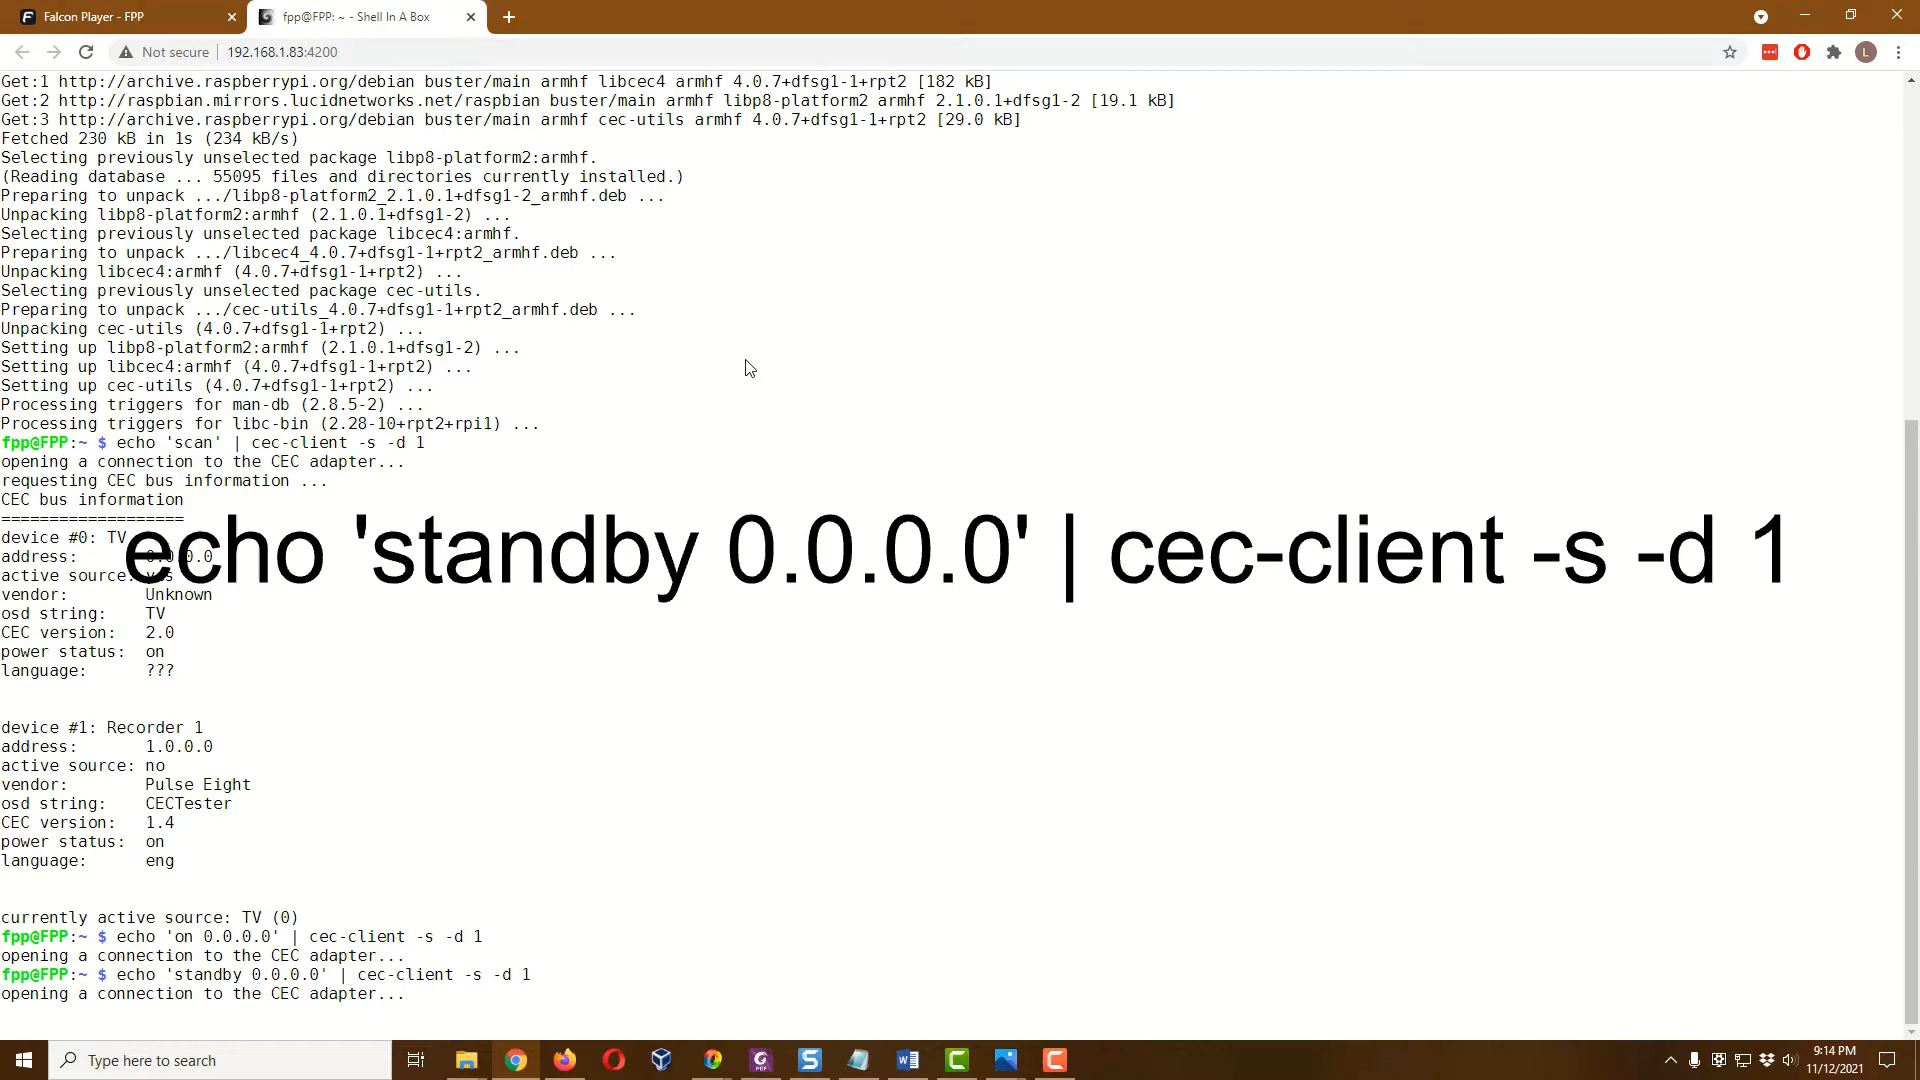 Falcon Player - FPP
fpp@FPP: ~ - Shell In A Box
Not secure | 192.168.1.83:4200
L
Get:1 http://archive.raspberrypi.org/debian buster/main armhf libcec4 armhf 4.0.7+dfsg1-1+rpt2 [182 kB]
Get:2 http://raspbian.mirrors.lucidnetworks.net/raspbian buster/main armhf libp8-platform2 armhf 2.1.0.1+dfsg1-2 [19.1 kB]
Get:3 http://archive.raspberrypi.org/debian buster/main armhf cec-utils armhf 4.0.7+dfsg1-1+rpt2 [29.0 kB]
Fetched 230 kB in 1s (234 kB/s)
Selecting previously unselected package libp8-platform2:armhf.
(Reading database ... 55095 files and directories currently installed.)
Preparing to unpack .../libp8-platform2_2.1.0.1+dfsg1-2_armhf.deb ...
Unpacking libp8-platform2:armhf (2.1.0.1+dfsg1-2) ...
Selecting previously unselected package libcec4:armhf.
Preparing to unpack .../libcec4_4.0.7+dfsg1-1+rpt2_armhf.deb ...
Unpacking libcec4:armhf (4.0.7+dfsg1-1+rpt2) ...
Selecting previously unselected package cec-utils.
Preparing to unpack .../cec-utils_4.0.7+dfsg1-1+rpt2_armhf.deb ...
Unpacking cec-utils (4.0.7+dfsg1-1+rpt2) ...
Setting up libp8-platform2:armhf (2.1.0.1+dfsg1-2) ...
Setting up libcec4:armhf (4.0.7+dfsg1-1+rpt2) ...
Setting up cec-utils (4.0.7+dfsg1-1+rpt2) ...
Processing triggers for man-db (2.8.5-2) ...
Processing triggers for libc-bin (2.28-10+rpt2+rpi1) ...
fpp@FPP:~ $ echo 'scan' | cec-client -s -d 1
opening a connection to the CEC adapter...
requesting CEC bus information ...
CEC bus information
===================
echo 'standby 0.0.0.0' | cec-client -s -d 1
device #0: TV
address:       0.0.0.0
active source: yes
vendor:        Unknown
osd string:    TV
CEC version:   2.0
power status:  on
language:      ???
device #1: Recorder 1
address:       1.0.0.0
active source: no
vendor:        Pulse Eight
osd string:    CECTester
CEC version:   1.4
power status:  on
language:      eng
currently active source: TV (0)
fpp@FPP:~ $ echo 'on 0.0.0.0' | cec-client -s -d 1
opening a connection to the CEC adapter...
fpp@FPP:~ $ echo 'standby 0.0.0.0' | cec-client -s -d 1
opening a connection to the CEC adapter...
Type here to search
9:14 PM
11/12/2021